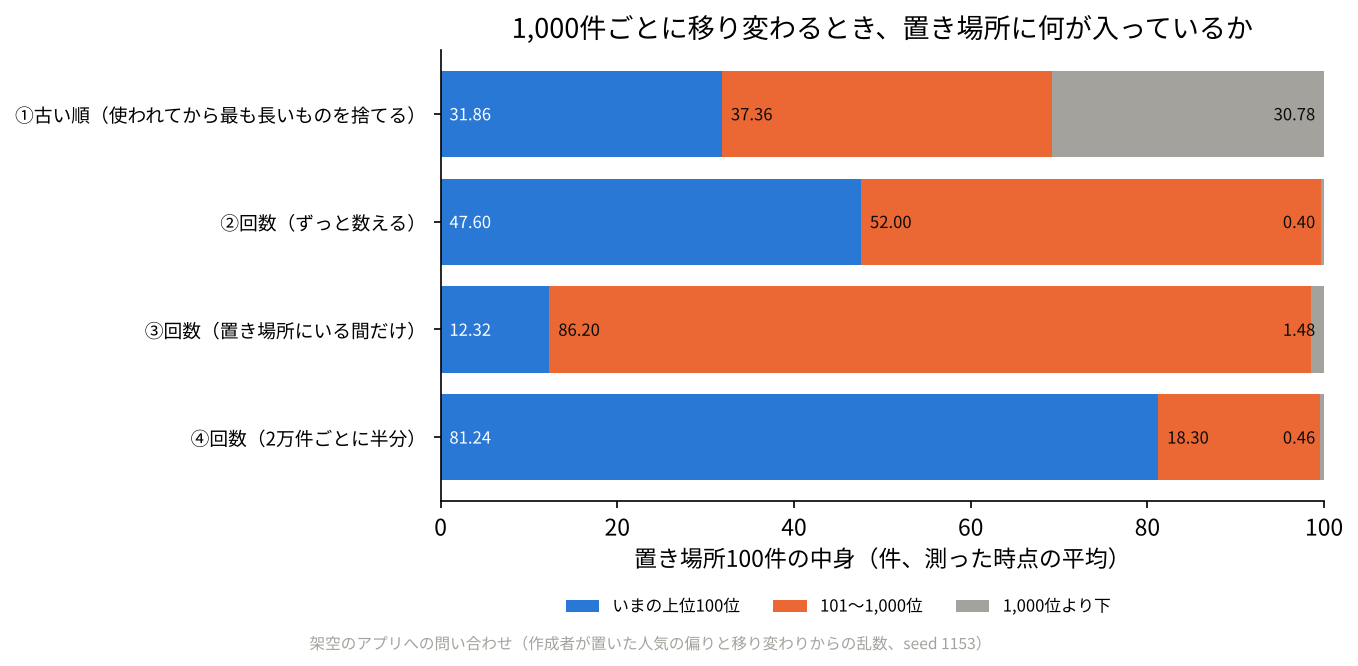 1,000件ごとに移り変わるとき、置き場所に何が入っているか
①古い順（使われてから最も長いものを捨てる）
31.86
37.36
30.78
②回数（ずっと数える）
47.60
52.00
0.40
③回数（置き場所にいる間だけ）
12.32
86.20
1.48
④回数（2万件ごとに半分）
81.24
18.30
0.46
0
20
40
60
80
100
置き場所100件の中身（件、測った時点の平均）
いまの上位100位
101〜1,000位
1,000位より下
架空のアプリへの問い合わせ（作成者が置いた人気の偏りと移り変わりからの乱数、seed 1153）